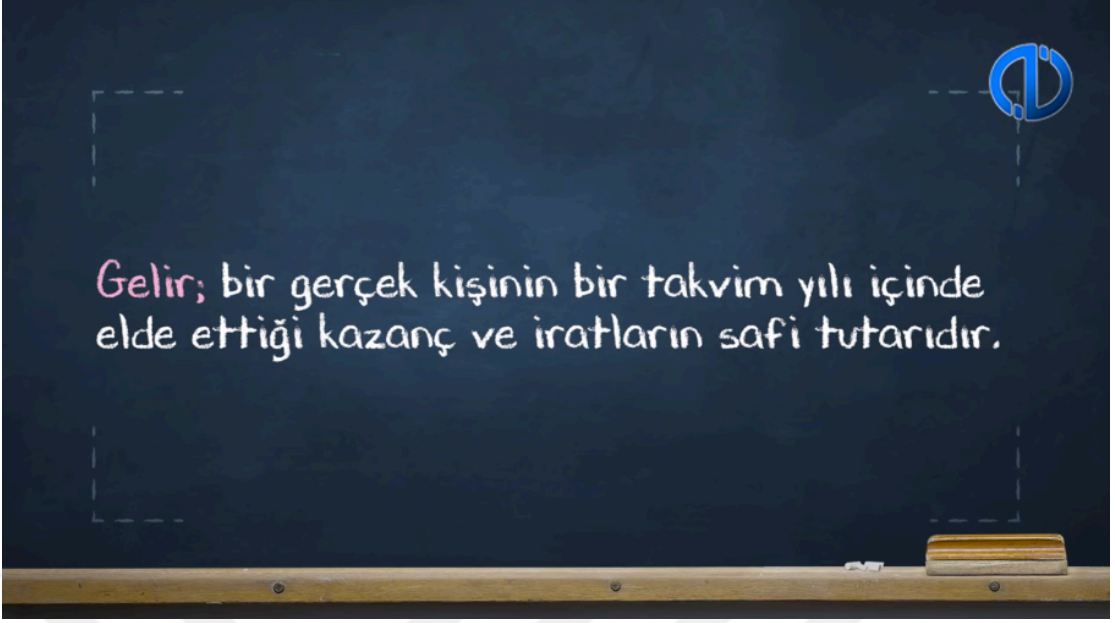 Gelir; bir gerçek kişinin bir takvim yılı içinde
elde ettiği kazanç ve iratların safi tutarıdır.